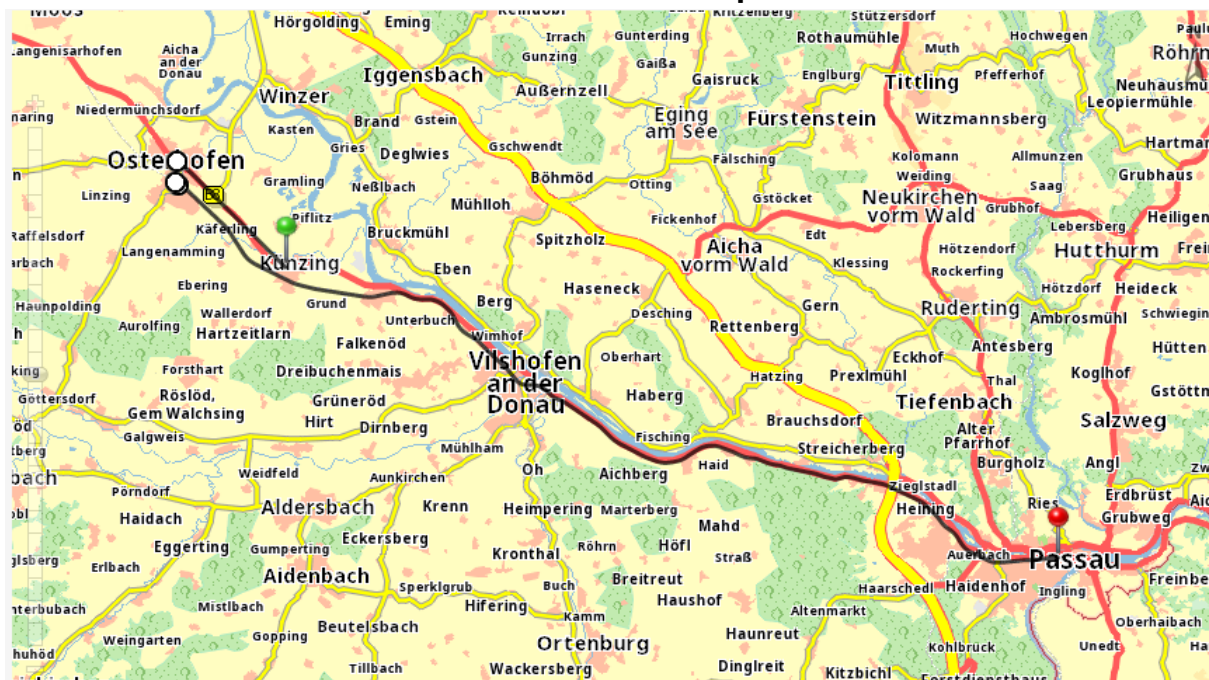 Hörgolding
Eming
Irrach
Gunterding
Kritzenberg
Stützersdorf
Rothaumühle
Hochwegen
Muth
Langenisarhofen
Aicha
an der
Donau
Gunzing
Gaißa
Gaisruck
Englburg
Tittling
Pfefferhof
Iggensbach
Außernzell
Winzer
Niedermünchsdorf
Leopiermühle
Brand
Gstein
Eging
am See
Fürstenstein
Witzmannsberg
Kasten
Gries
Deglwies
Gschwendt
Osterhofen
Fälsching
Kolomann
Allmunzen
Weiding
Grubhaus
Linzing
Gramling
Neßlbach
Böhmöd
Otting
Saag
Mühlloh
Gstöcket
Neukirchen
vorm Wald
Grubhof
Piflitz
Fickenhof
Lebersberg
Käferling
Bruckmühl
Spitzholz
Edt
Raffelsdorf
Langenamming
Aicha
vorm Wald
Hötzendorf
Hutthurm
Künzing
Eben
Klessing
Rockerfing
Ebering
Haseneck
Hötzdorf
Heideck
Haunpolding
Grund
Berg
Gern
Ruderting
Wallerdorf
Desching
Ambrosmühl
Aurolfing
Hartzeitlarn
Unterbuch
Rettenberg
Wimhof
Falkenöd
Antesberg
Hütten
Vilshofen
an der
Donau
Oberhart
Eckhof
Forsthart
Dreibuchenmais
Hatzing
Prexlmühl
Thal
Koglhof
Göttersdorf
Röslöd,
Gem Walchsing
Grüneröd
Haberg
Tiefenbach
Hirt
Dirnberg
Brauchsdorf
Salzweg
Galgweis
Fisching
Alter
Pfarrhof
Mühlham
Streicherberg
Weidfeld
Oh
Aichberg
Haid
Burgholz
Angl
Aunkirchen
Zieglstadl
Pörndorf
Erdbrüst
Aldersbach
Krenn
Heimpering
Marterberg
Heining
Ries
Grubweg
Haidach
Mahd
Eckersberg
Eggerting
Gumperting
Kronthal
Röhrn
Höfl
Straß
Auerbach
Passau
Erlbach
Aidenbach
Sperklgrub
Buch
Breitreut
Haarschedl
Haidenhof
Ingling
Mistlbach
Hifering
Haushof
Altenmarkt
Kamm
Oberhaibach
Beutelsbach
Weingarten
Gopping
Ortenburg
Haunreut
Kohlbruck
Unedt
Tillbach
Wackersberg
Dinglreit
Kitzbichl